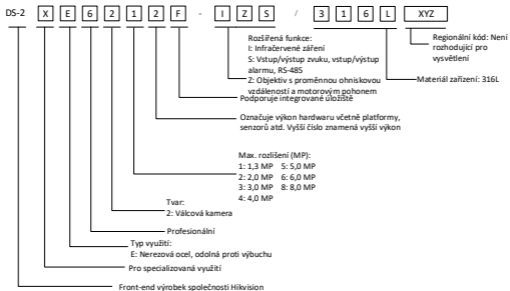 DS-2 X E 6 2 1 2 F - I Z S / 3 1 6 L XYZ
Rozšířená funkce:
I: Infračervené záření
S: Vstup/výstup zvuku, vstup/výstup
alarmu, RS-485
Z: Objektiv s proměnnou ohniskovou
vzdáleností a motorovým pohonem
Regionální kód: Není
rozhodující pro
vysvětlení
Materiál zařízení: 316L
Podporuje integrované úložiště
Označuje výkon hardwaru včetně platformy,
senzorů atd. Vyšší číslo znamená vyšší výkon
Max. rozlišení (MP):
1: 1,3 MP 5: 5,0 MP
2: 2,0 MP 6: 6,0 MP
3: 3,0 MP 8: 8,0 MP
4: 4,0 MP
Tvar:
2: Válcová kamera
Profesionální
Typ využití:
E: Nerezová ocel, odolná proti výbuchu
Pro specializovaná využití
Front-end výrobek společnosti Hikvision